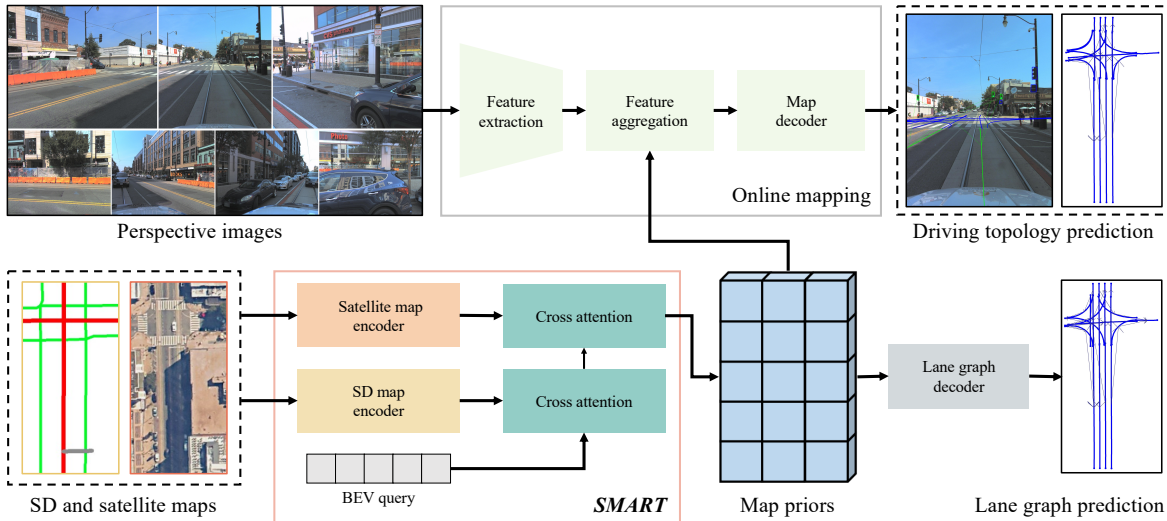 Feature
extraction
Feature
aggregation
Map
decoder
Online mapping
Perspective images
Driving topology prediction
Satellite map
encoder
Cross attention
SD map
encoder
Cross attention
BEV query
SMART
Lane graph
decoder
SD and satellite maps
Map priors
Lane graph prediction